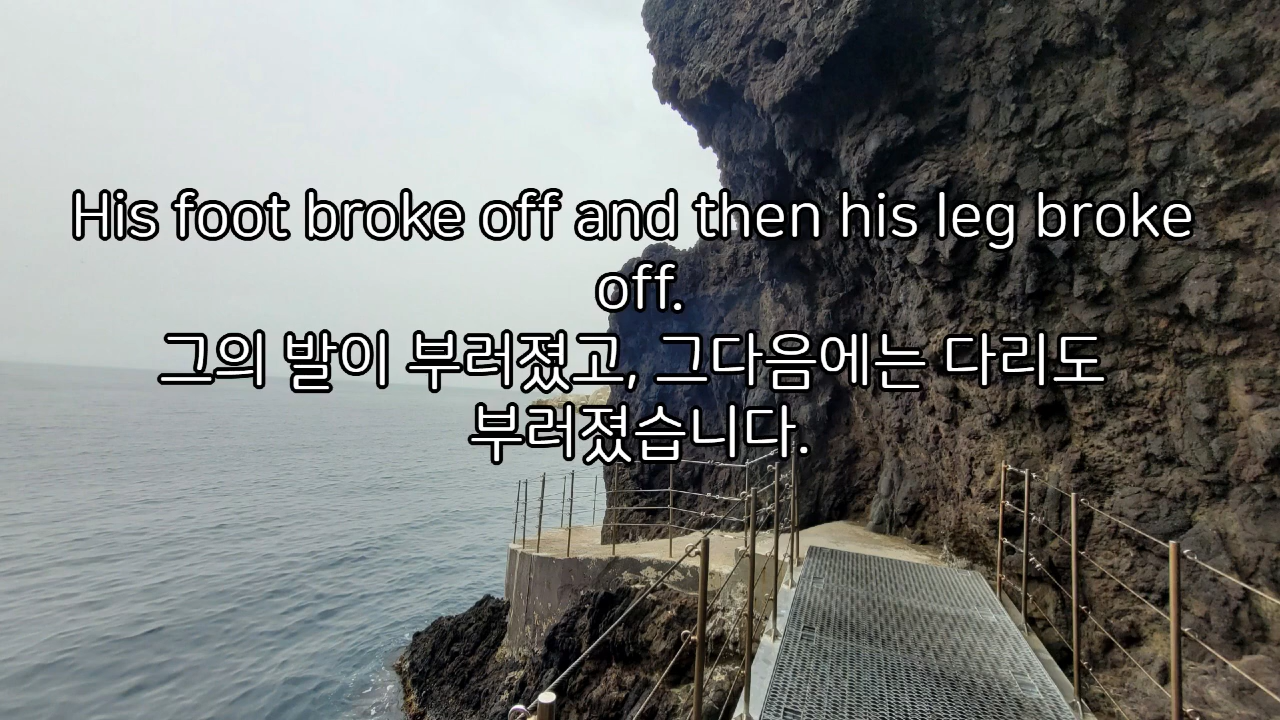 His foot broke off and then his leg broke
off.
그의 발이 부러졌고, 그다음에는 다리도
부러졌습니다.